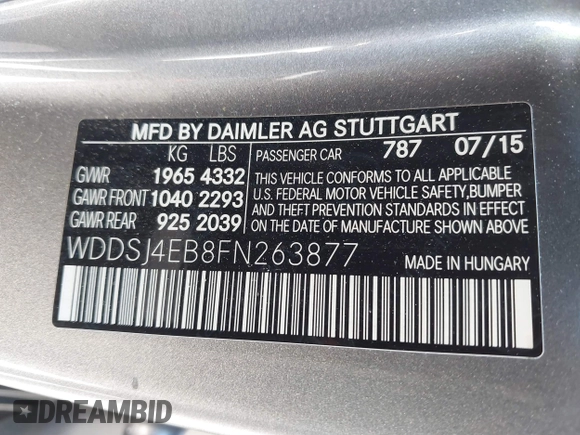 MFD BY DAIMLER AG STUTTGART
KG LBS PASSENGER CAR 787 07/15
GVWR 1965 4332
GAWR FRONT 1040 2293
GAWR REAR 925 2039
THIS VEHICLE CONFORMS TO ALL APPLICABLE
U.S. FEDERAL MOTOR VEHICLE SAFETY, BUMPER
AND THEFT PREVENTION STANDARDS IN EFFECT
ON THE DATE OF MANUFACTURE SHOWN ABOVE
WDDSJ4EB8FN263877
MADE IN HUNGARY
DREAMBID